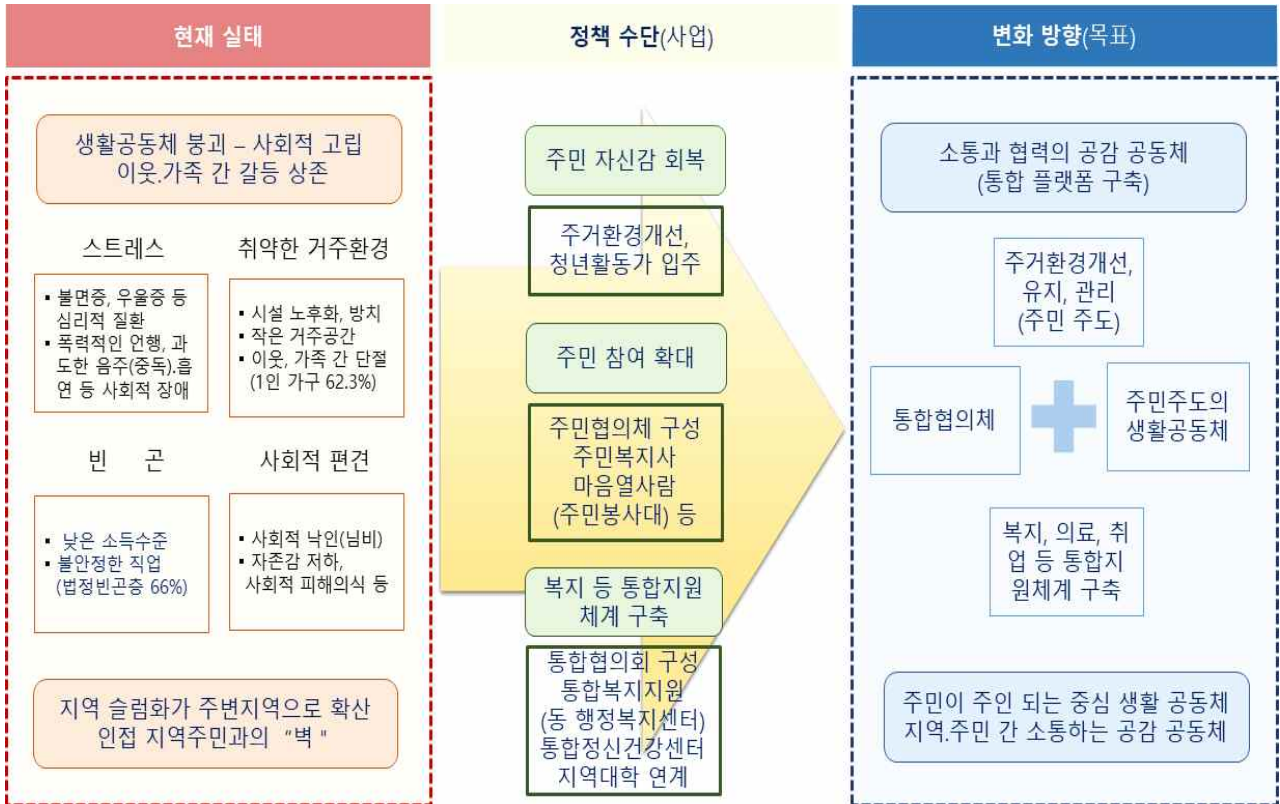 현재 실태
생활공동체 붕괴 – 사회적 고립
이웃.가족 간 갈등 상존
스트레스
▪ 불면증, 우울증 등
심리적 질환
▪ 폭력적인 언행, 과
도한 음주(중독).흡
연 등 사회적 장애
취약한 거주환경
▪ 시설 노후화, 방치
▪ 작은 거주공간
▪ 이웃, 가족 간 단절
(1인 가구 62.3%)
빈 곤
▪ 낮은 소득수준
▪ 불안정한 직업
(법정빈곤층 66%)
사회적 편견
▪ 사회적 낙인(님비)
▪ 자존감 저하,
사회적 피해의식 등
지역 슬럼화가 주변지역으로 확산
인접 지역주민과의 "벽 "
정책 수단(사업)
주민 자신감 회복
주거환경개선,
청년활동가 입주
주민 참여 확대
주민협의체 구성
주민복지사
마음열사람
(주민봉사대) 등
복지 등 통합지원
체계 구축
통합협의회 구성
통합복지지원
(동 행정복지센터)
통합정신건강센터
지역대학 연계
변화 방향(목표)
소통과 협력의 공감 공동체
(통합 플랫폼 구축)
주거환경개선,
유지, 관리
(주민 주도)
통합협의체
주민주도의
생활공동체
복지, 의료, 취
업 등 통합지
원체계 구축
주민이 주인 되는 중심 생활 공동체
지역.주민 간 소통하는 공감 공동체